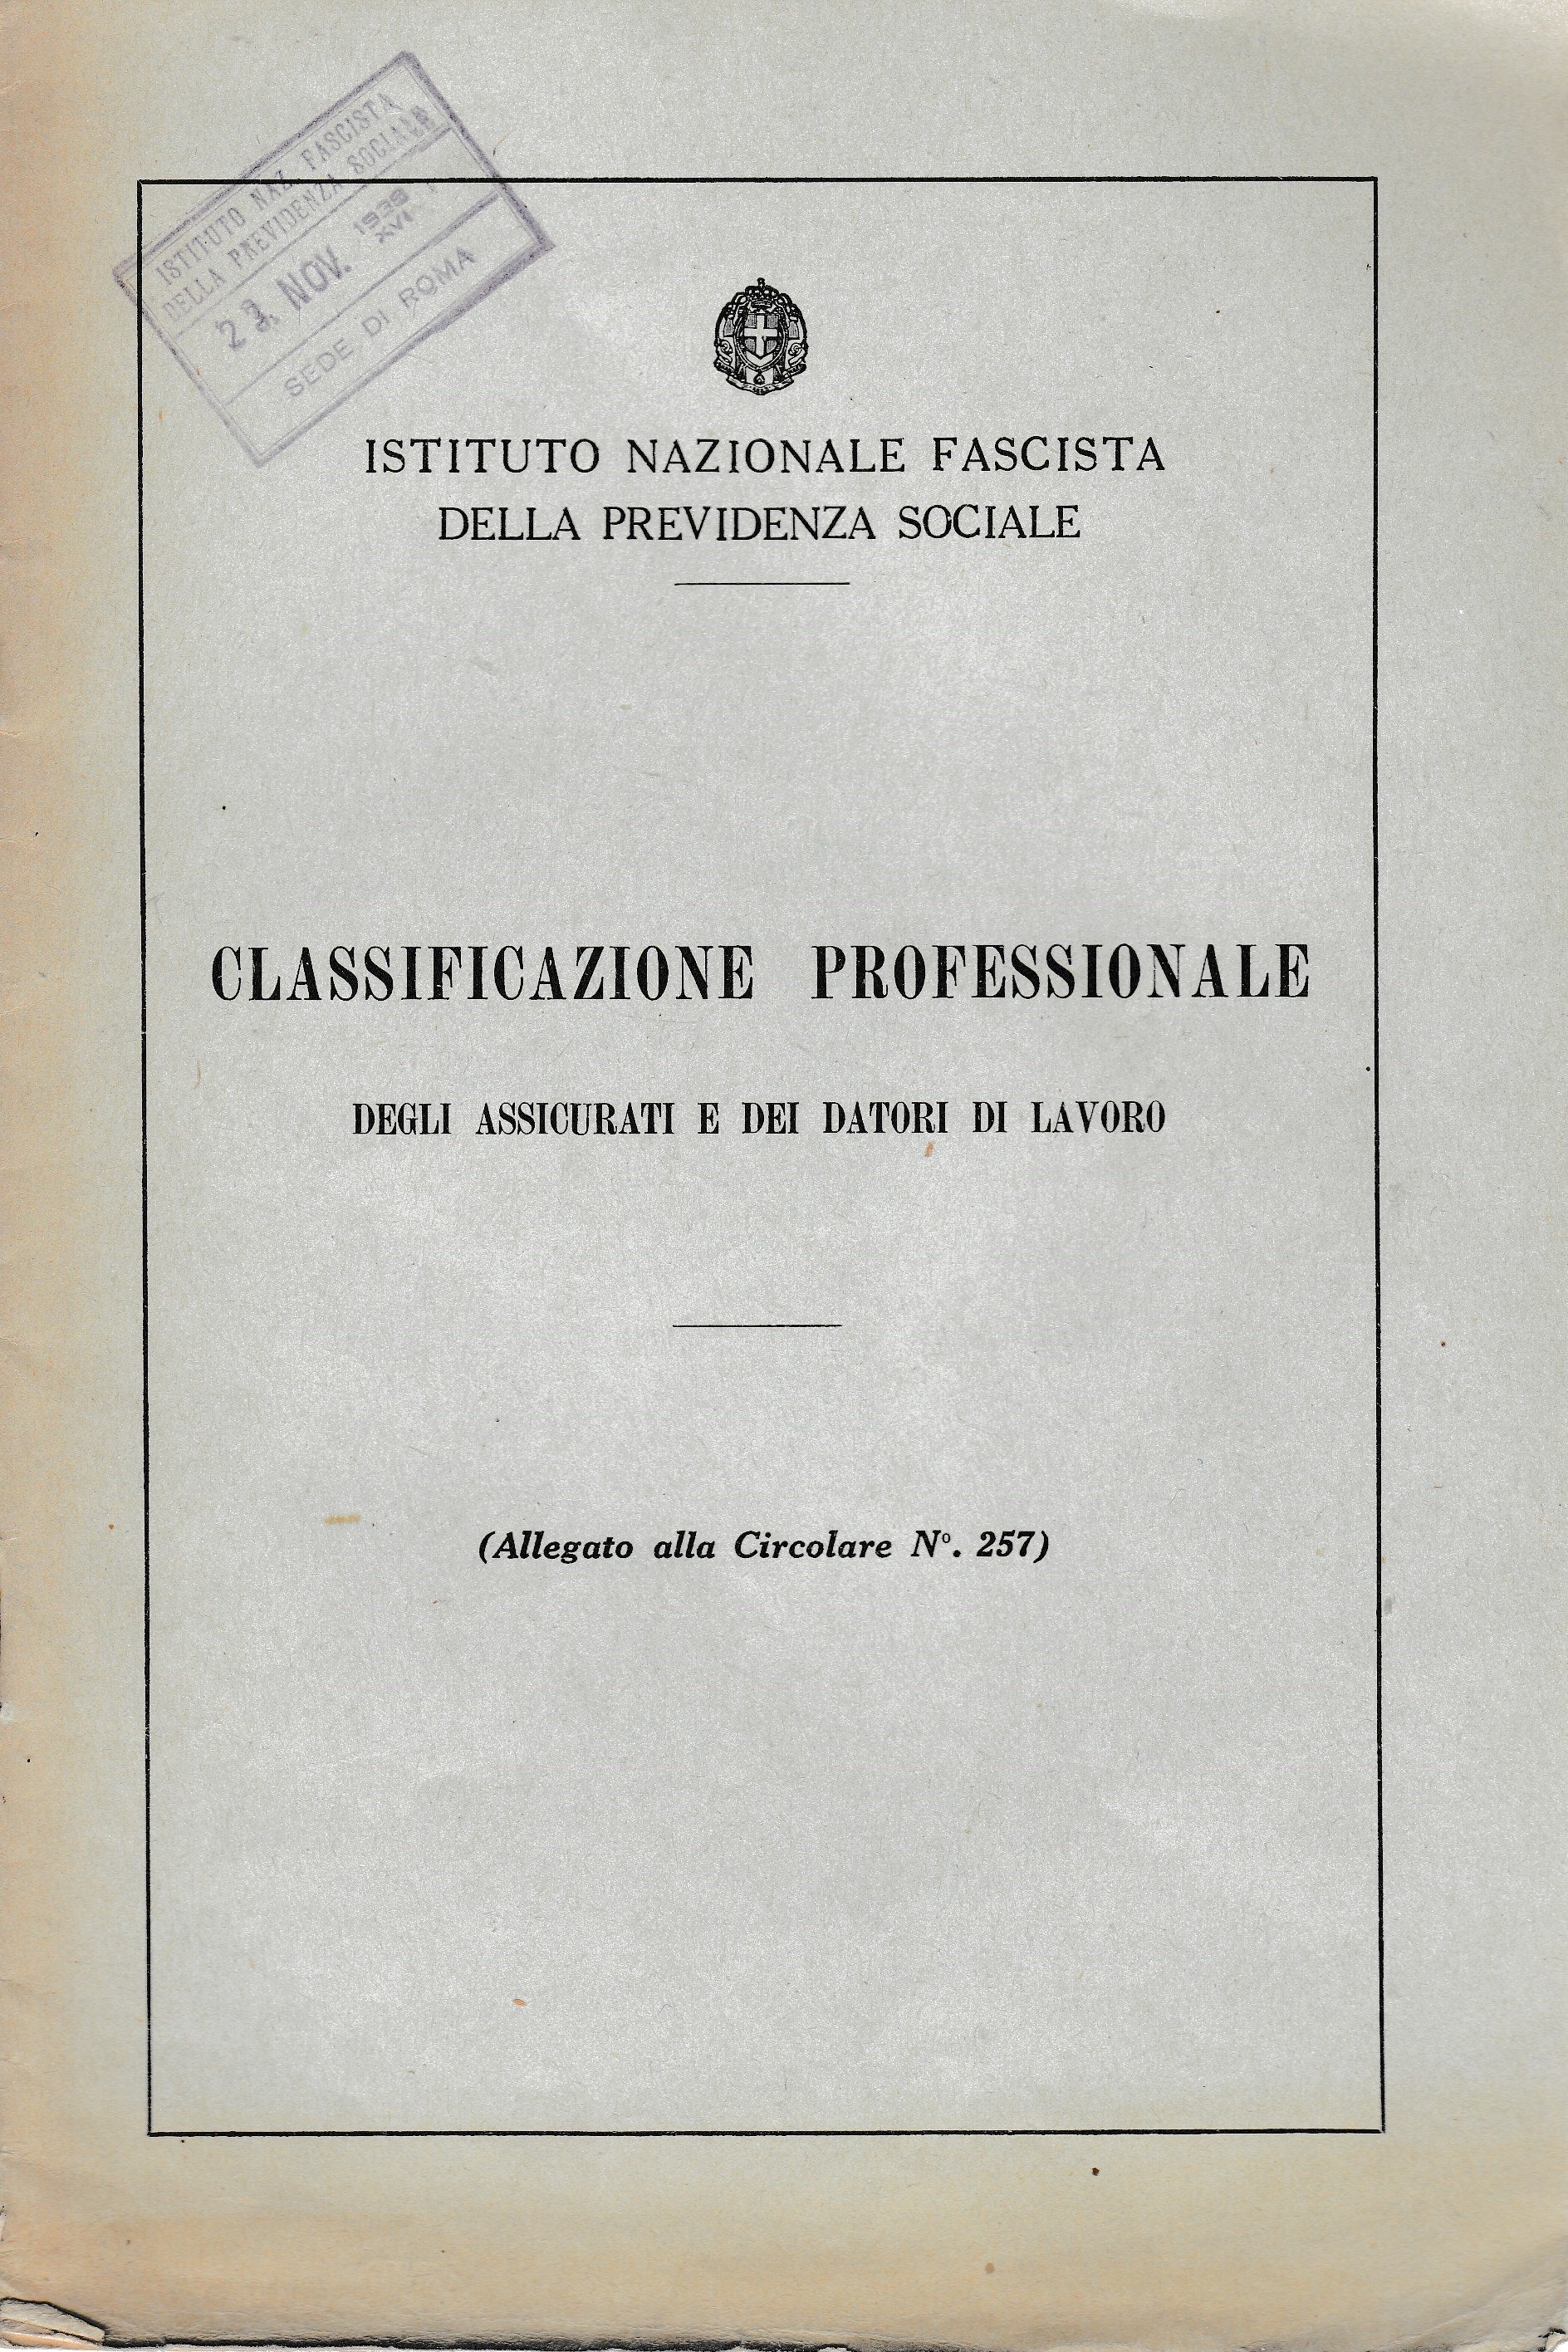 ISTITUTO NAZ. FASCISTA
DELLA PREVIDENZA SOCIALE
NOV.
XVI
SEDE DI ROMA
ISTITUTO NAZIONALE FASCISTA
DELLA PREVIDENZA SOCIALE
CLASSIFICAZIONE PROFESSIONALE
DEGLI ASSICURATI E DEI DATORI DI LAVORO
(Allegato alla Circolare Nº. 257)